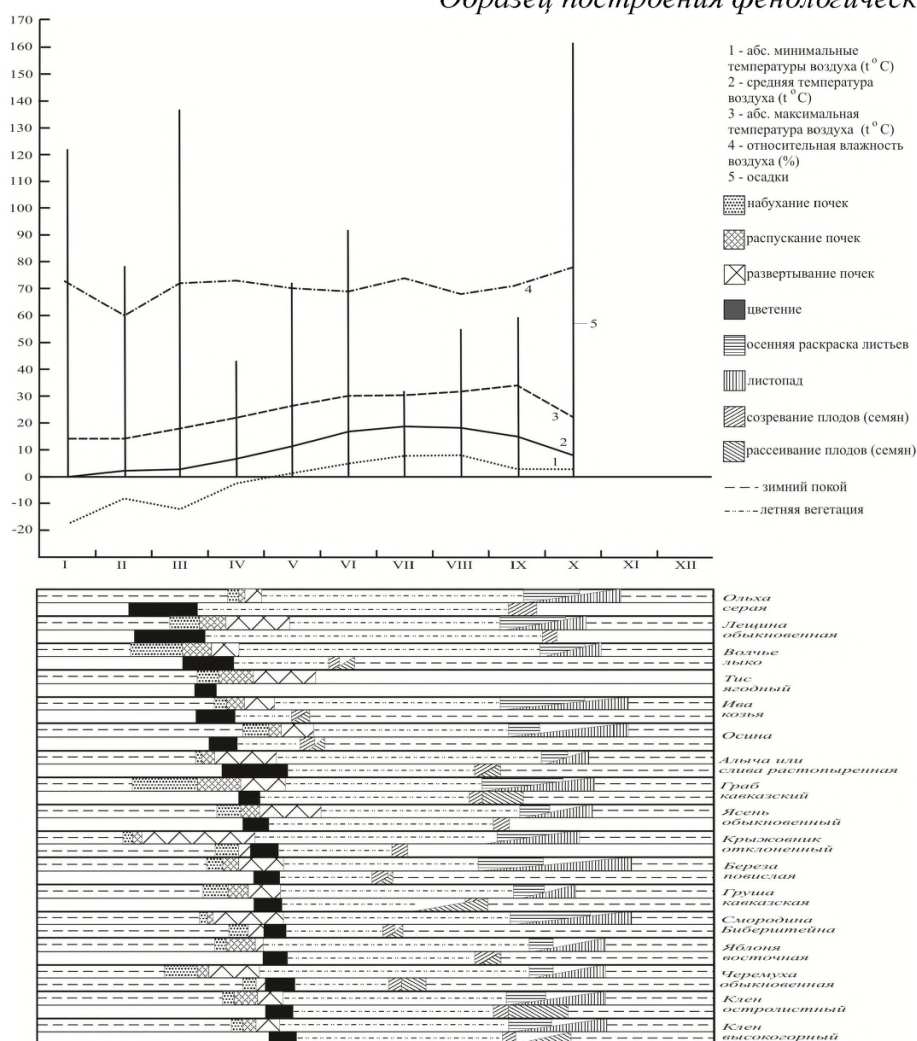 Образец построения фенологическ
170
160
150
140
130
120
110
100
90
80
70
60
50
40
30
20
10
0
-10
-20
4
5
3
2
1
I II III IV V VI VII VIII IX X XI XII
1 - абс. минимальные
температуры воздуха (t°C)
2 - средняя температура
воздуха (t°C)
3 - абс. максимальная
температура воздуха (t°C)
4 - относительная влажность
воздуха (%)
5 - осадки
набухание почек
распускание почек
развертывание почек
цветение
осенняя раскраска листьев
листопад
созревание плодов (семян)
рассеивание плодов (семян)
- зимний покой
летняя вегетация
Ольха
серая
Лещина
обыкновенная
Волчье
лыко
Тис
ягодный
Ива
козья
Осина
Алыча или
слива растопыренная
Граб
кавказский
Ясень
обыкновенный
Крыжовник
отклоненный
Береза
повислая
Груша
кавказская
Смородина
Биберштейна
Яблоня
восточная
Черемуха
обыкновенная
Клен
остролистный
Клен
высокогорный